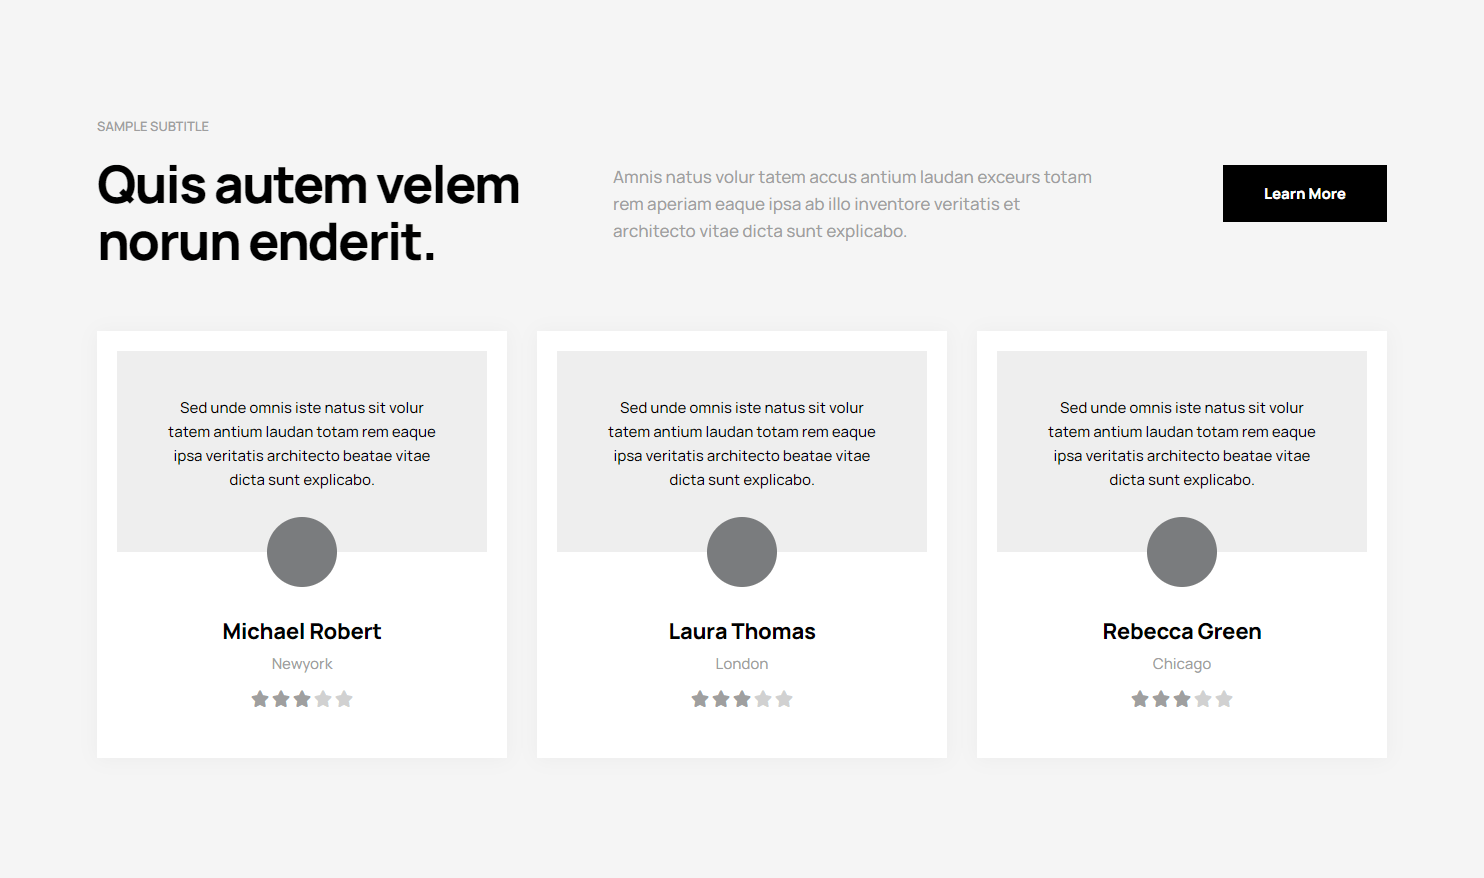 SAMPLE SUBTITLE
Quis autem velem
norun enderit.
Amnis natus volur tatem accus antium laudan exceurs totam
rem aperiam eaque ipsa ab illo inventore veritatis et
architecto vitae dicta sunt explicabo.
Learn More
Sed unde omnis iste natus sit volur
tatem antium laudan totam rem eaque
ipsa veritatis architecto beatae vitae
dicta sunt explicabo.
Michael Robert
Newyork
Sed unde omnis iste natus sit volur
tatem antium laudan totam rem eaque
ipsa veritatis architecto beatae vitae
dicta sunt explicabo.
Laura Thomas
London
Sed unde omnis iste natus sit volur
tatem antium laudan totam rem eaque
ipsa veritatis architecto beatae vitae
dicta sunt explicabo.
Rebecca Green
Chicago